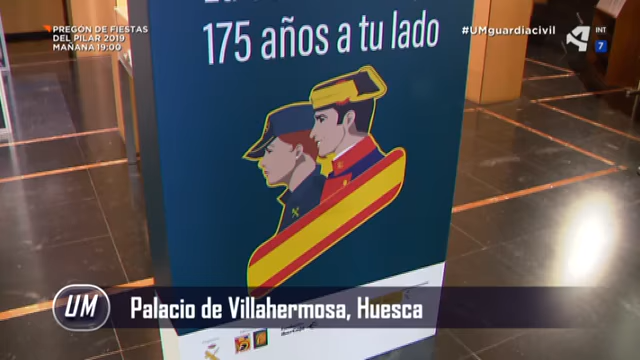 PREGÓN DE FIESTAS
DEL PILAR 2019
MAÑANA 19:00
#UMguardiacivil
INT
7
175 años a tu lado
UM
Palacio de Villahermosa, Huesca